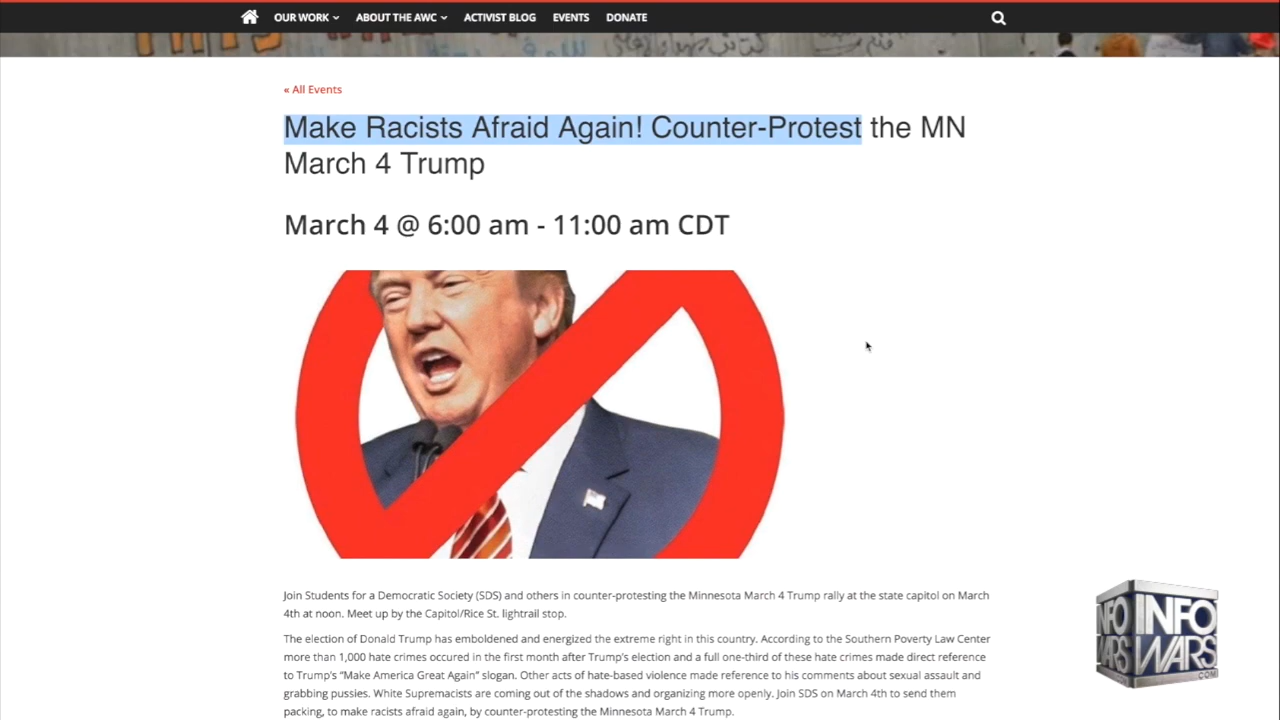 OUR WORK ABOUT THE AWC ACTIVIST BLOG EVENTS DONATE
« All Events
Make Racists Afraid Again! Counter-Protest the MN
March 4 Trump
March 4 @ 6:00 am - 11:00 am CDT
Join Students for a Democratic Society (SDS) and others in counter-protesting the Minnesota March 4 Trump rally at the state capitol on March
4th at noon. Meet up by the Capitol/Rice St. lightrail stop.
The election of Donald Trump has emboldened and energized the extreme right in this country. According to the Southern Poverty Law Center
more than 1,000 hate crimes occured in the first month after Trump's election and a full one-third of these hate crimes made direct reference
to Trump's “Make America Great Again” slogan. Other acts of hate-based violence made reference to his comments about sexual assault and
grabbing pussies. White Supremacists are coming out of the shadows and organizing more openly. Join SDS on March 4th to send them
packing, to make racists afraid again, by counter-protesting the Minnesota March 4 Trump.
INFO
WARS
.COM
INFO
WARS